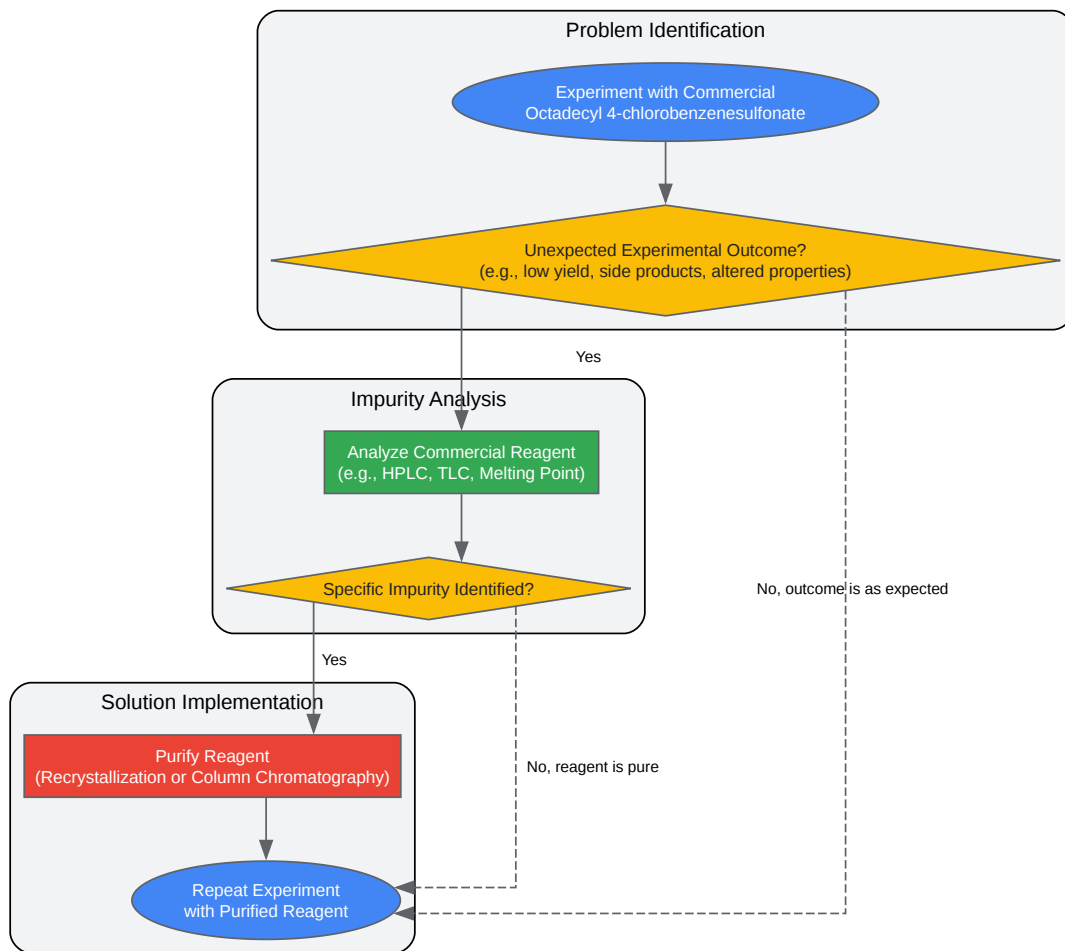 Problem Identification
Experiment with Commercial
Octadecyl 4-chlorobenzenesulfonate
Unexpected Experimental Outcome?
(e.g., low yield, side products, altered properties)
Yes
Impurity Analysis
Analyze Commercial Reagent
(e.g., HPLC, TLC, Melting Point)
Specific Impurity Identified?
No, outcome is as expected
Yes
Solution Implementation
Purify Reagent
(Recrystallization or Column Chromatography)
No, reagent is pure
Repeat Experiment
with Purified Reagent